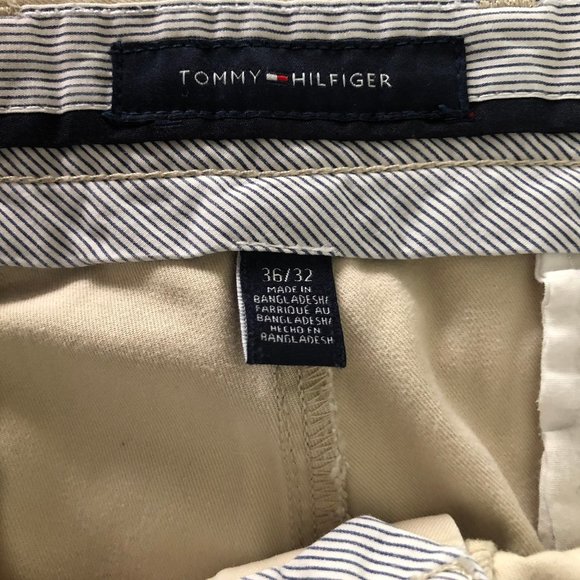 TOMMY HILFIGER
36/32
MADE IN
BANGLADESH/
FABRIQUÉ AU
BANGLADESH/
HECHO EN
BANGLADESH